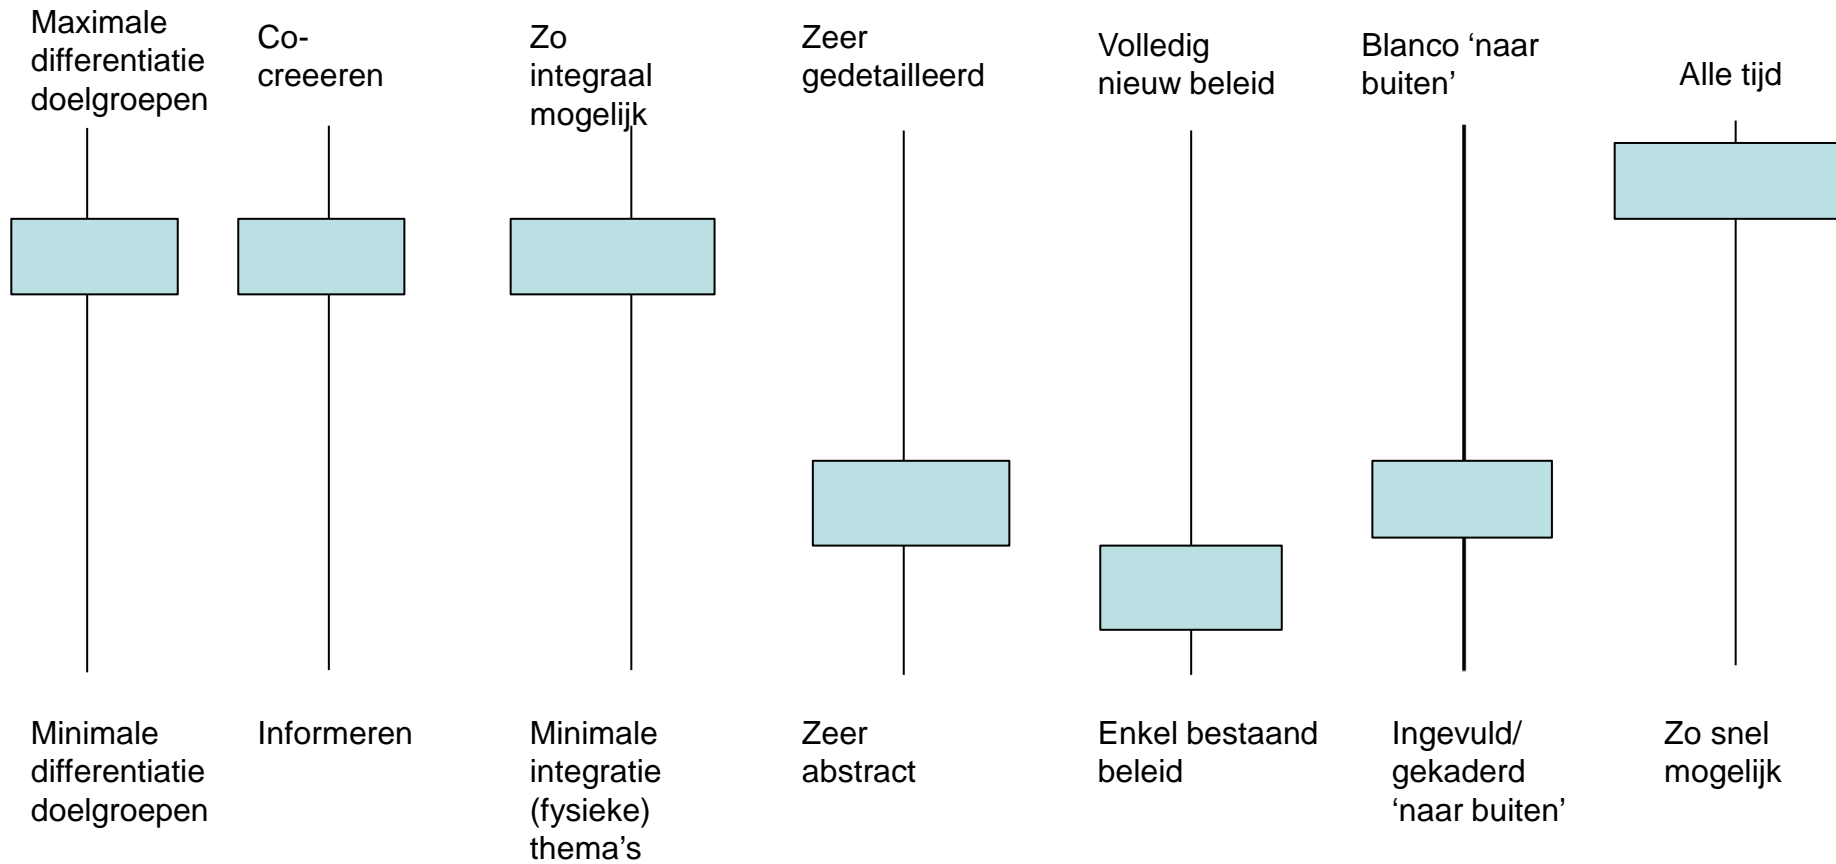 Maximale
differentiatie
doelgroepen
Co-
creeeren
Zo
integraal
mogelijk
Zeer
gedetailleerd
Volledig
nieuw beleid
Blanco ‘naar
buiten’
Alle tijd
Minimale
differentiatie
doelgroepen
Informeren
Minimale
integratie
(fysieke)
thema’s
Zeer
abstract
Enkel bestaand
beleid
Ingevuld/
gekaderd
‘naar buiten’
Zo snel
mogelijk